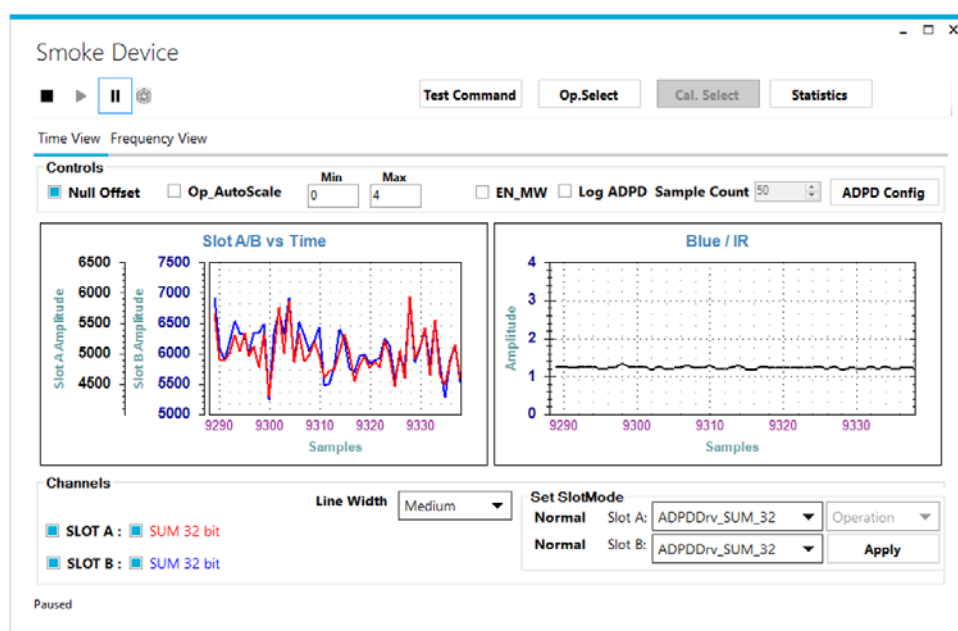 Smoke Device
Test Command Op.Select Cal. Select Statistics
Time View Frequency View
Controls
Null Offset Op_AutoScale Min 0 Max 4 EN_MW Log ADPD Sample Count 50 ADPD Config
Slot A/B vs Time
Slot A Amplitude
6500
6000
5500
5000
4500
Slot B Amplitude
7500
7000
6500
6000
5500
5000
9290 9300 9310 9320 9330
Samples
Blue / IR
Amplitude
4
3
2
1
0
9290 9300 9310 9320 9330
Samples
Channels
Line Width Medium
SLOT A : SUM 32 bit
SLOT B : SUM 32 bit
Set SlotMode
Normal Slot A: ADPDDrv_SUM_32 Operation
Normal Slot B: ADPDDrv_SUM_32 Apply
Paused